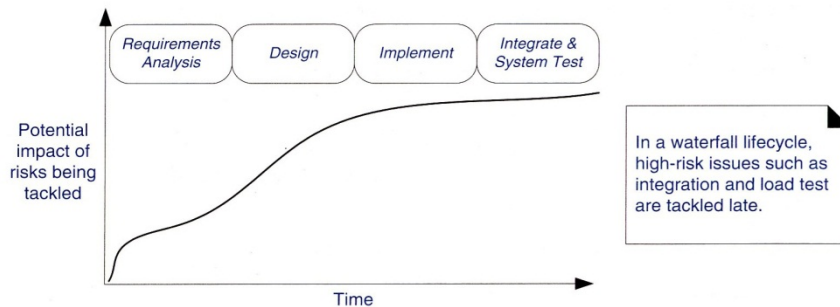 Requirements
Analysis
Design
Implement
Integrate &
System Test
Potential
impact of
risks being
tackled
In a waterfall lifecycle,
high-risk issues such as
integration and load test
are tackled late.
Time